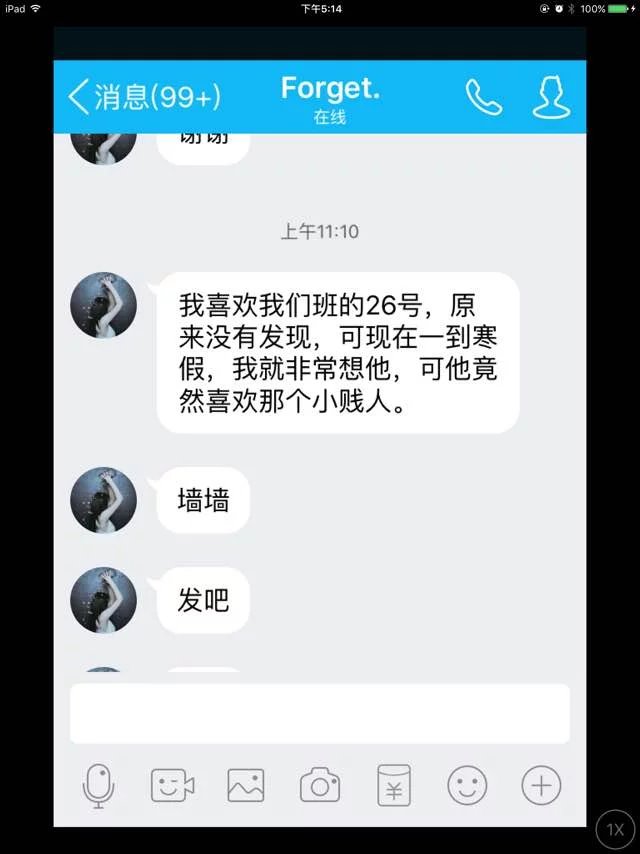 iPad
下午5:14
100%
消息(99+)
Forget.
在线
谢谢
上午11:10
我喜欢我们班的26号，原
来没有发现，可现在一到寒
假，我就非常想他，可他竟
然喜欢那个小贱人。
墙墙
发吧
1X